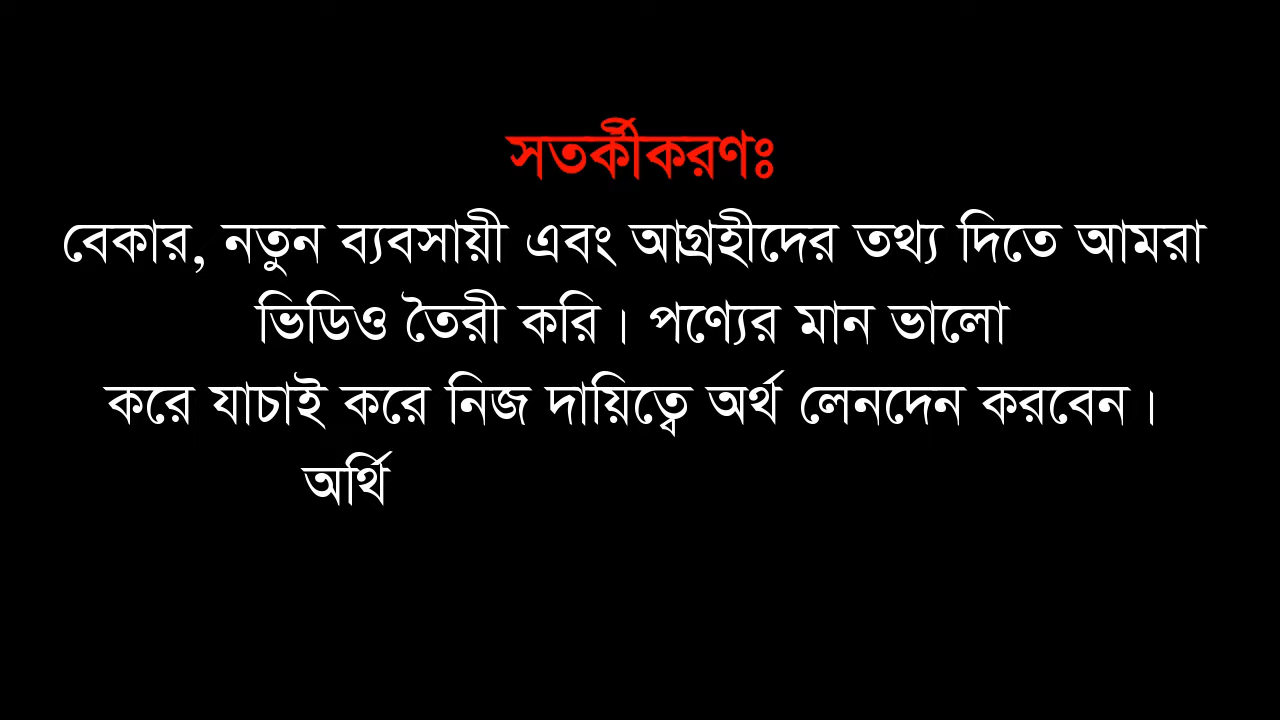 সতর্কীকরণঃ
বেকার, নতুন ব্যবসায়ী এবং আগ্রহীদের তথ্য দিতে আমরা
ভিডিও তৈরী করি। পণ্যের মান ভালো
করে যাচাই করে নিজ দায়িত্বে অর্থ লেনদেন করবেন।
অর্থি